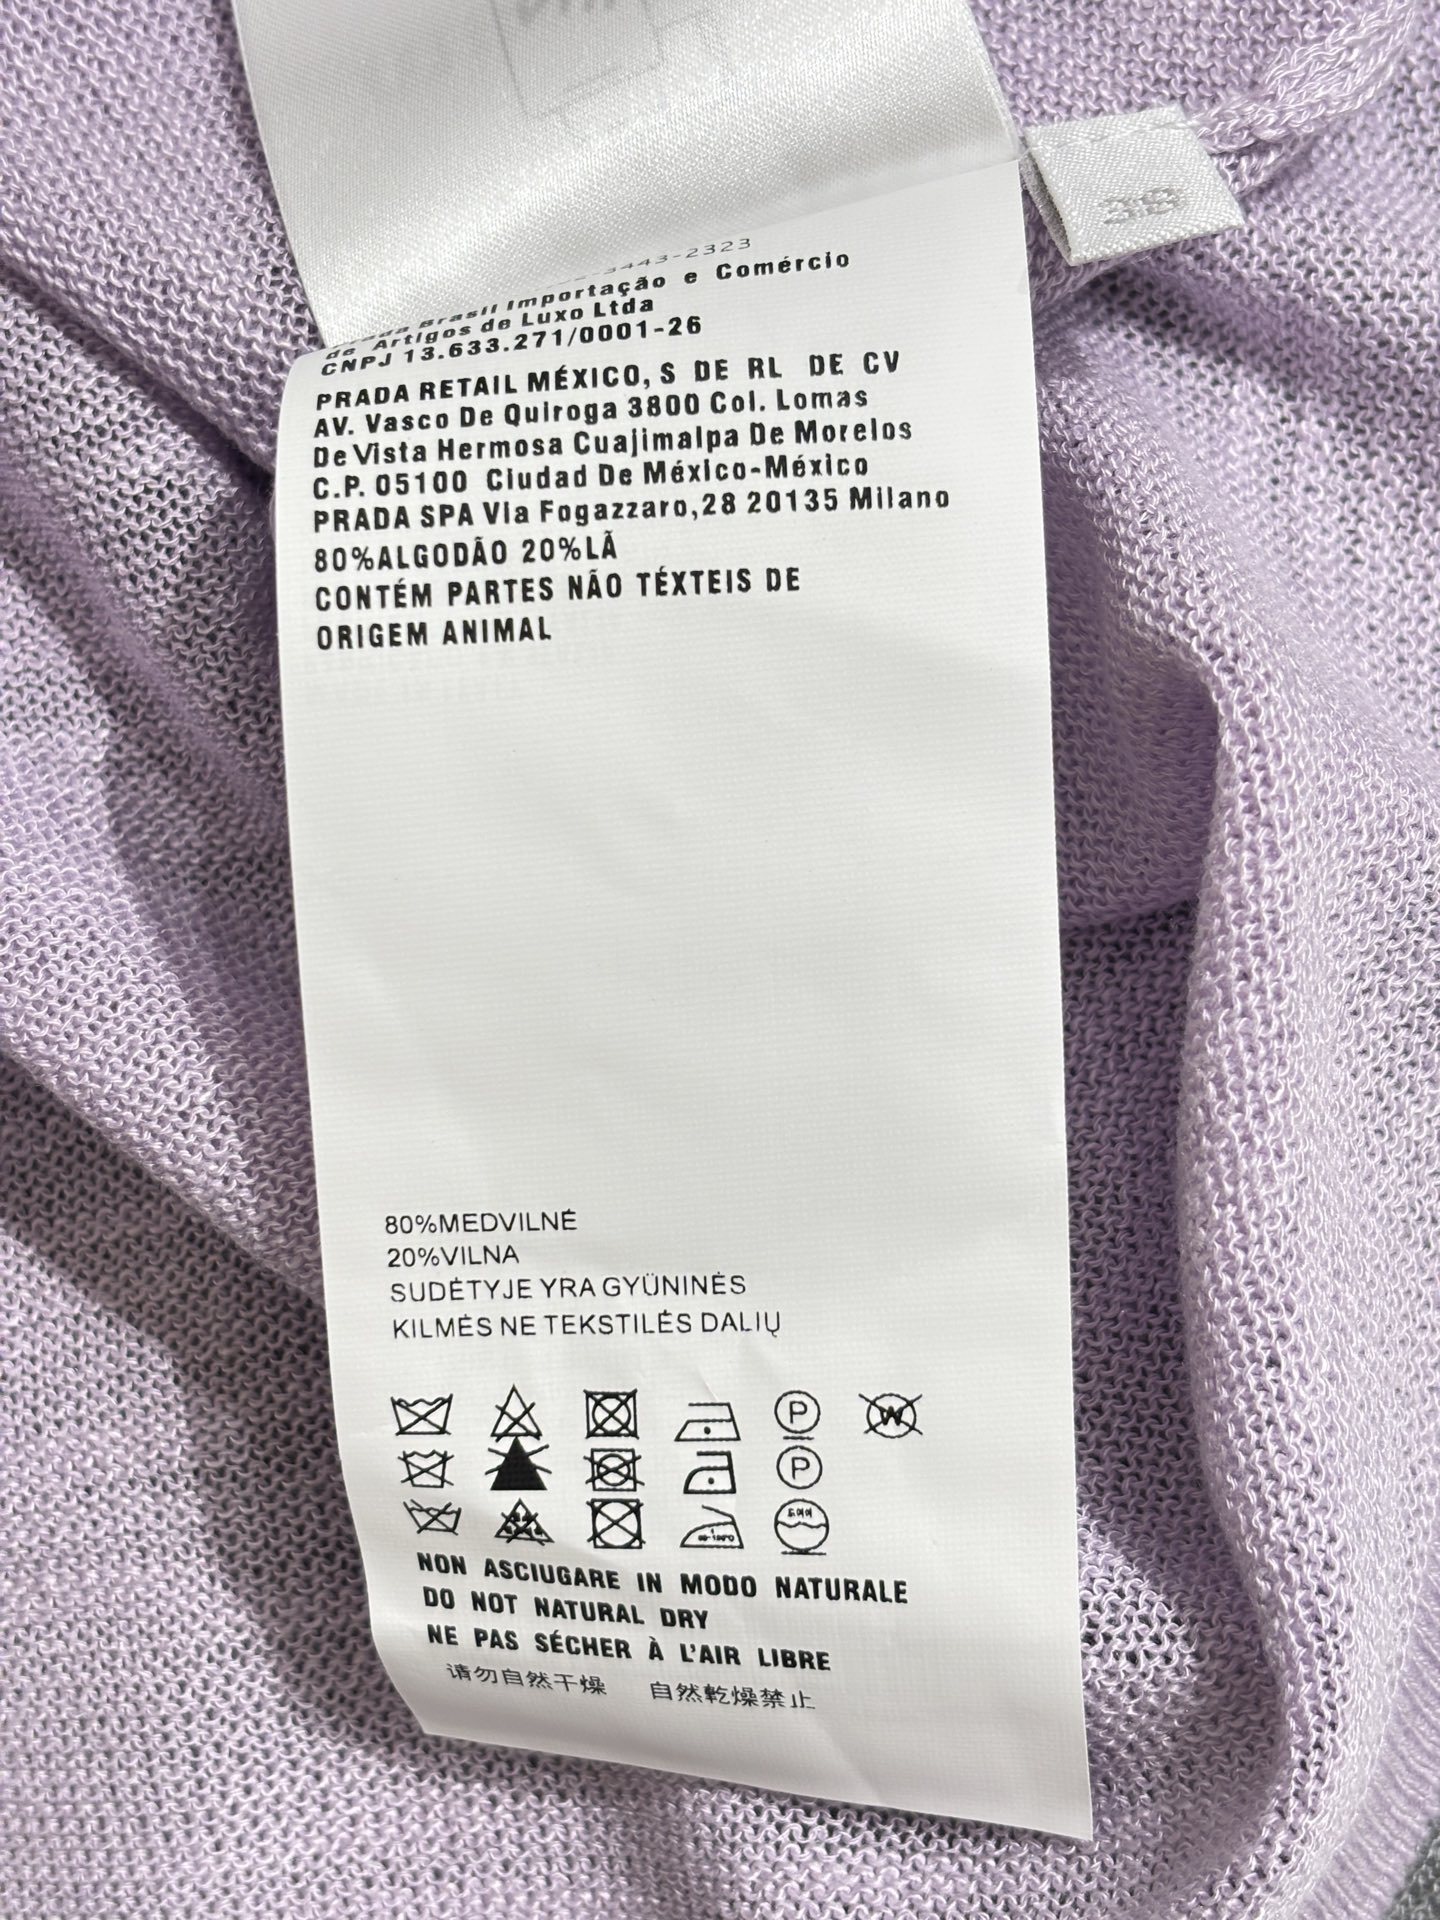 3443-2323
Brasil Importação e Comércio
de Artigos de Luxo Ltda
CNPJ 13.633.271/0001-26
PRADA RETAIL MÉXICO, S DE RL DE CV
AV. Vasco De Quiroga 3800 Col. Lomas
De Vista Hermosa Cuajimalpa De Morelos
C.P. 05100 Ciudad De México-México
PRADA SPA Via Fogazzaro,28 20135 Milano
80%ALGODÃO 20%LÃ
CONTÉM PARTES NÃO TÉXTEIS DE
ORIGEM ANIMAL
38
80%MEDVILNĖ
20%VILNA
SUDĖTYJE YRA GYŪNINĖS
KILMĖS NE TEKSTILĖS DALIŲ
P W
P
드라이
NON ASCIUGARE IN MODO NATURALE
DO NOT NATURAL DRY
NE PAS SÉCHER À L'AIR LIBRE
请勿自然干燥 自然乾燥禁止